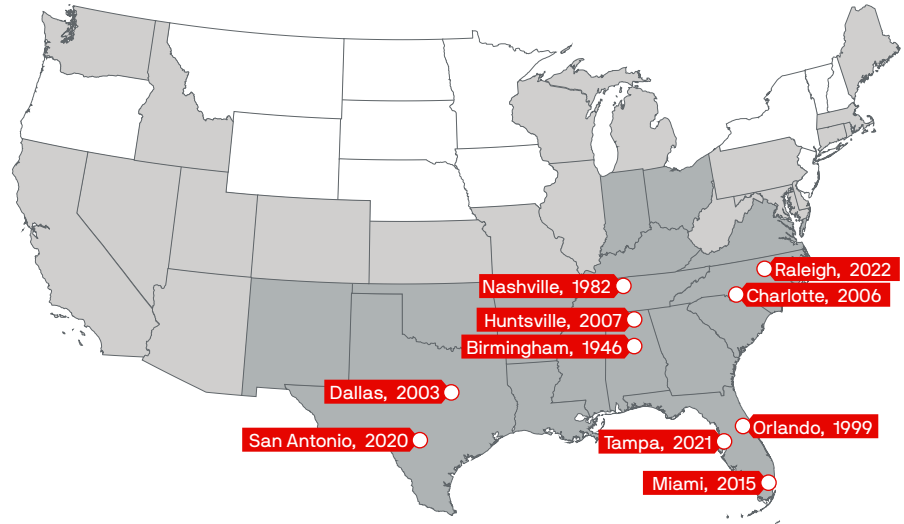 Raleigh, 2022
Nashville, 1982
Charlotte, 2006
Huntsville, 2007
Birmingham, 1946
Dallas, 2003
Orlando, 1999
San Antonio, 2020
Tampa, 2021
Miami, 2015